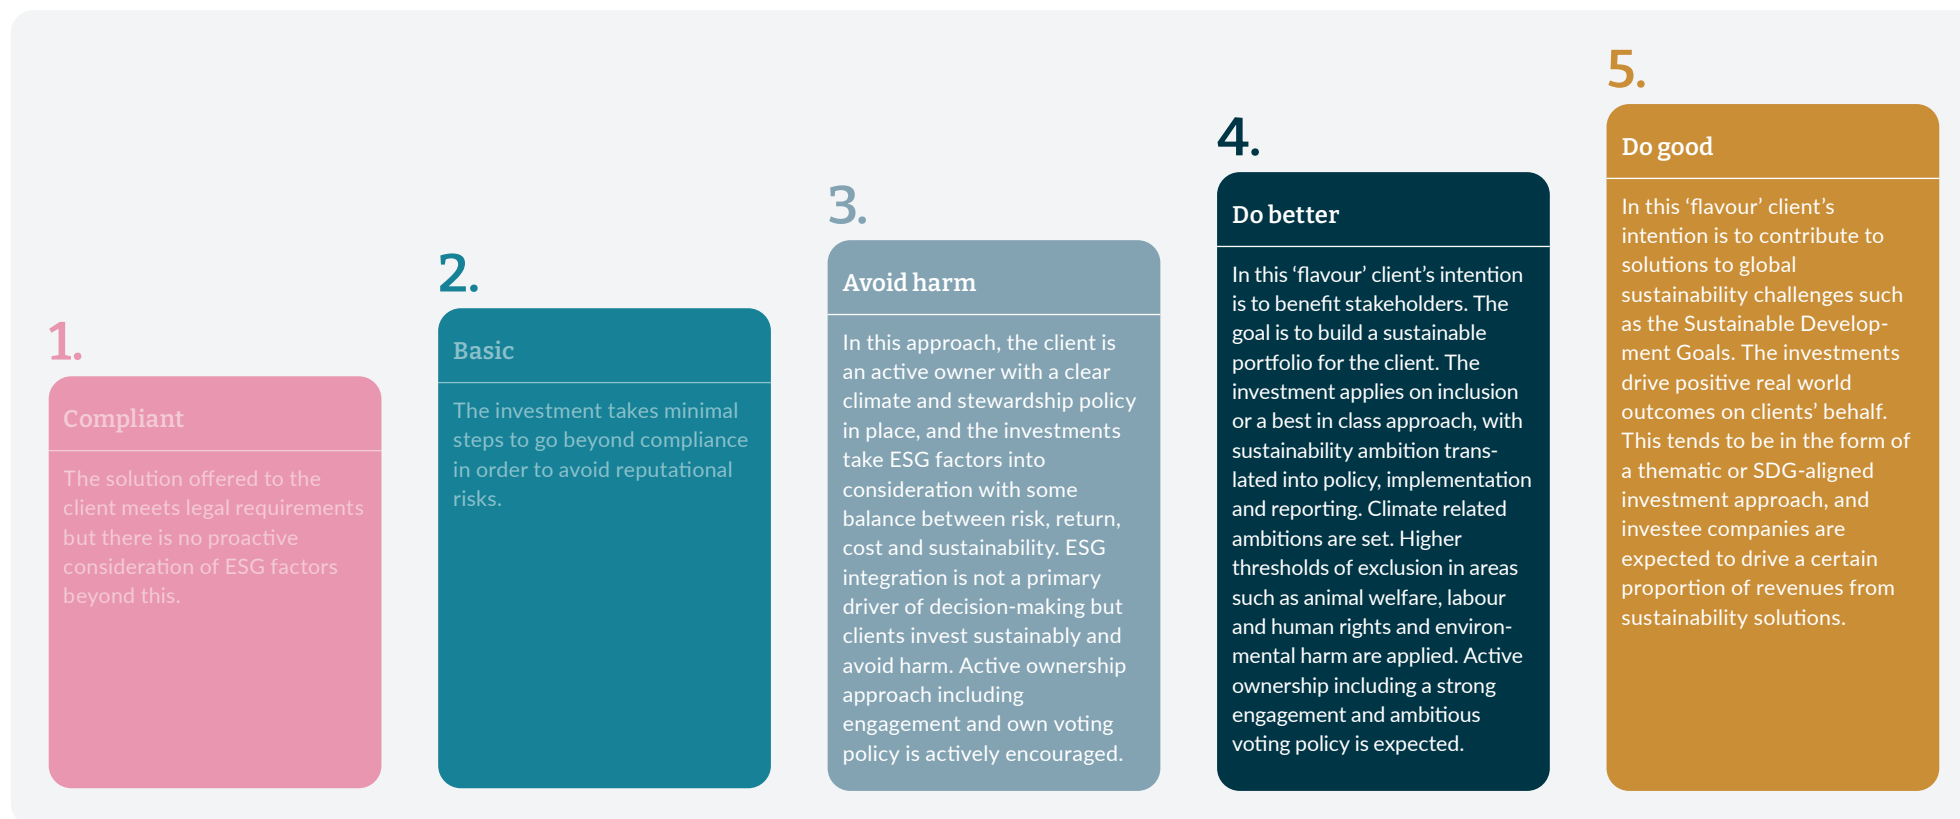 1.
Compliant
The solution offered to the
client meets legal requirements
but there is no proactive
consideration of ESG factors
beyond this.
2.
Basic
The investment takes minimal
steps to go beyond compliance
in order to avoid reputational
risks.
3.
Avoid harm
In this approach, the client is
an active owner with a clear
climate and stewardship policy
in place, and the investments
take ESG factors into
consideration with some
balance between risk, return,
cost and sustainability. ESG
integration is not a primary
driver of decision-making but
clients invest sustainably and
avoid harm. Active ownership
approach including
engagement and own voting
policy is actively encouraged.
4.
Do better
In this ‘flavour’ client’s intention
is to benefit stakeholders. The
goal is to build a sustainable
portfolio for the client. The
investment applies on inclusion
or a best in class approach, with
sustainability ambition trans-
lated into policy, implementation
and reporting. Climate related
ambitions are set. Higher
thresholds of exclusion in areas
such as animal welfare, labour
and human rights and environ-
mental harm are applied. Active
ownership including a strong
engagement and ambitious
voting policy is expected.
5.
Do good
In this ‘flavour’ client’s
intention is to contribute to
solutions to global
sustainability challenges such
as the Sustainable Develop-
ment Goals. The investments
drive positive real world
outcomes on clients’ behalf.
This tends to be in the form of
a thematic or SDG-aligned
investment approach, and
investee companies are
expected to drive a certain
proportion of revenues from
sustainability solutions.